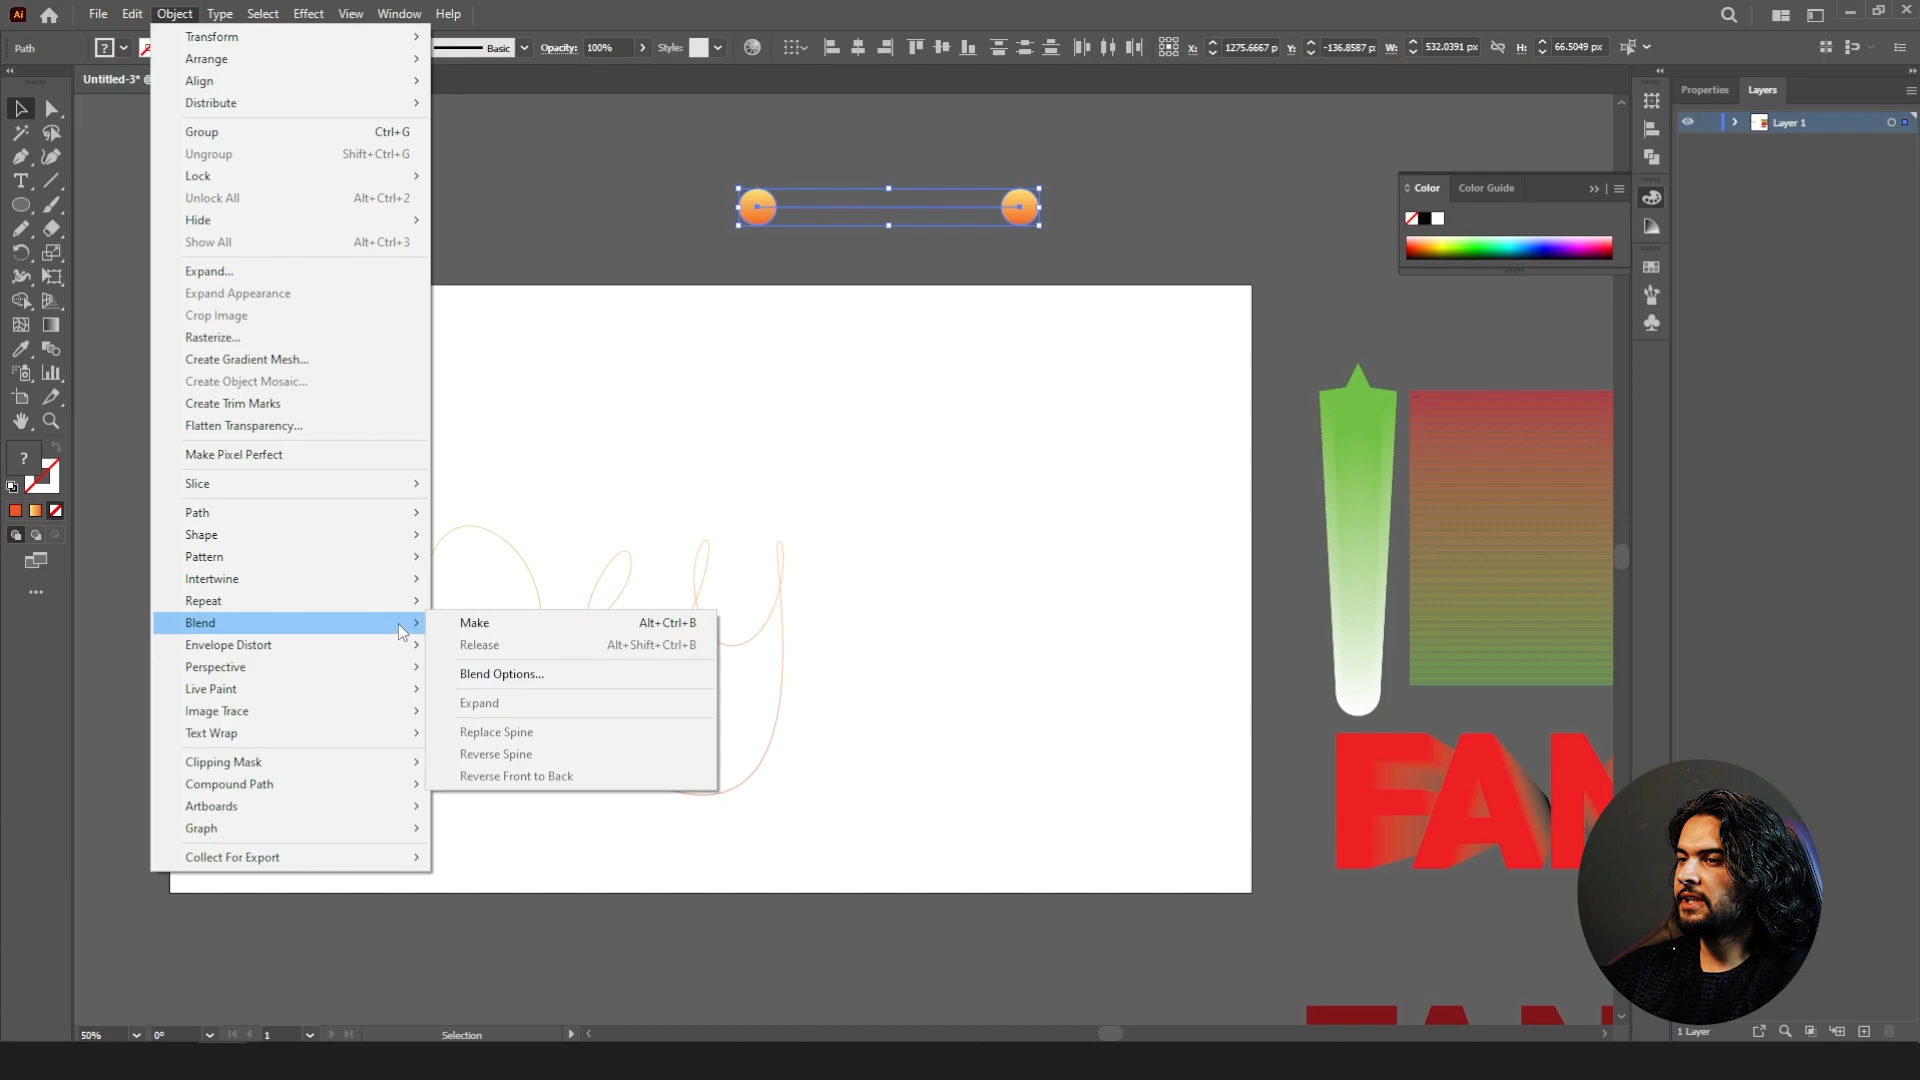 Ai File Edit Object Type Select Effect View Window Help
Path ? Basic Opacity: 100% Style: X: 1275.6667 p Y: -136.8587 p W: 532.0391 px H: 66.5049 px
Untitled-3* @
Transform
Arrange
Align
Distribute
Group Ctrl+G
Ungroup Shift+Ctrl+G
Lock
Unlock All Alt+Ctrl+2
Hide
Show All Alt+Ctrl+3
Expand...
Expand Appearance
Crop Image
Rasterize...
Create Gradient Mesh...
Create Object Mosaic...
Create Trim Marks
Flatten Transparency...
Make Pixel Perfect
Slice
Path
Shape
Pattern
Intertwine
Repeat
Blend
Envelope Distort
Perspective
Live Paint
Image Trace
Text Wrap
Clipping Mask
Compound Path
Artboards
Graph
Collect For Export
Make Alt+Ctrl+B
Release Alt+Shift+Ctrl+B
Blend Options...
Expand
Replace Spine
Reverse Spine
Reverse Front to Back
?
Color Color Guide
Properties Layers
Layer 1
FAM
50% 0° 1 Selection
1 Layer